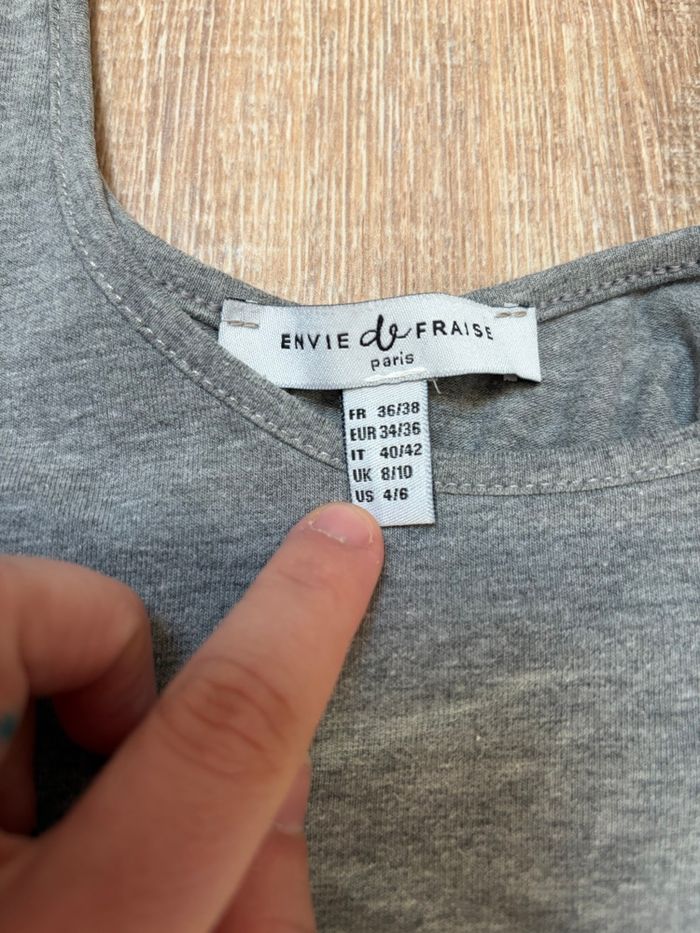 ENVIE de FRAISE
paris
FR 36/38
EUR 34/36
IT 40/42
UK 8/10
US 4/6